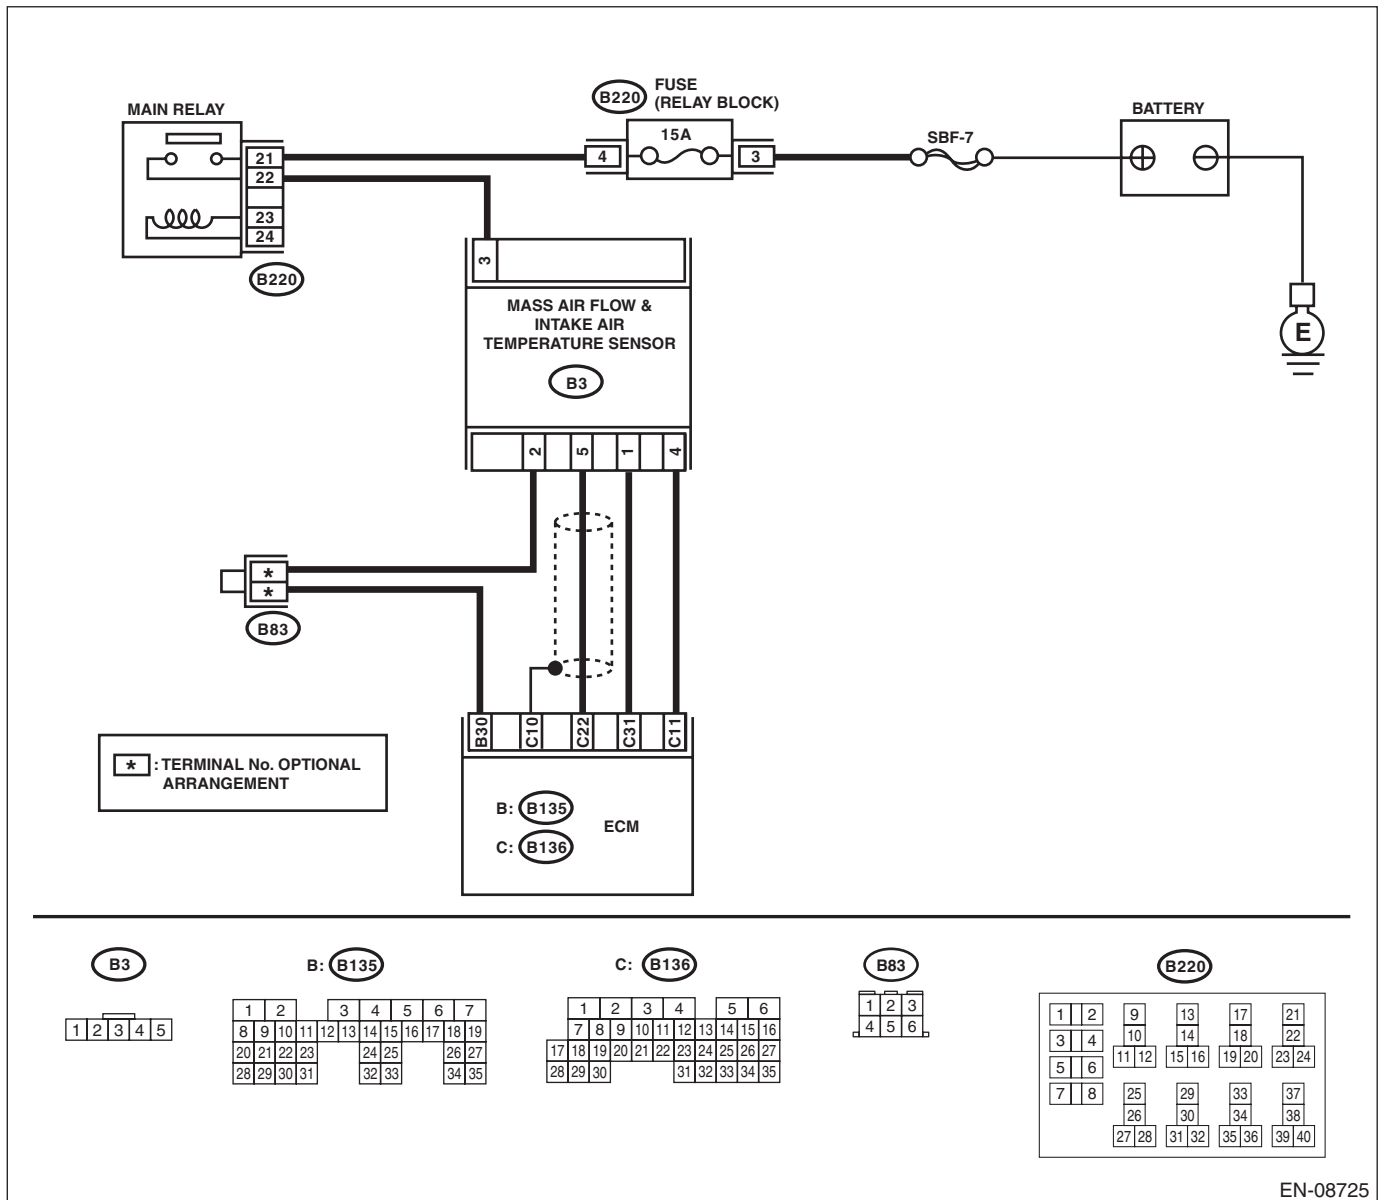 B220
FUSE
(RELAY BLOCK)
MAIN RELAY
BATTERY
15A
SBF-7
21
4
3
22
23
24
B220
3
MASS AIR FLOW &
INTAKE AIR
TEMPERATURE SENSOR
B3
E
2 5 1 4
*
*
B83
B30 C10 C22 C31 C11
* : TERMINAL No. OPTIONAL
ARRANGEMENT
B: B135
ECM
C: B136
B3
1 2 3 4 5
B: B135
1 2 3 4 5 6 7
8 9 10 11 12 13 14 15 16 17 18 19
20 21 22 23 24 25 26 27
28 29 30 31 32 33 34 35
C: B136
1 2 3 4 5 6
7 8 9 10 11 12 13 14 15 16
17 18 19 20 21 22 23 24 25 26 27
28 29 30 31 32 33 34 35
B83
1 2 3
4 5 6
B220
1 2 9 13 17 21
3 4 10 14 18 22
5 6 11 12 15 16 19 20 23 24
7 8 25 29 33 37
26 30 34 38
27 28 31 32 35 36 39 40
EN-08725